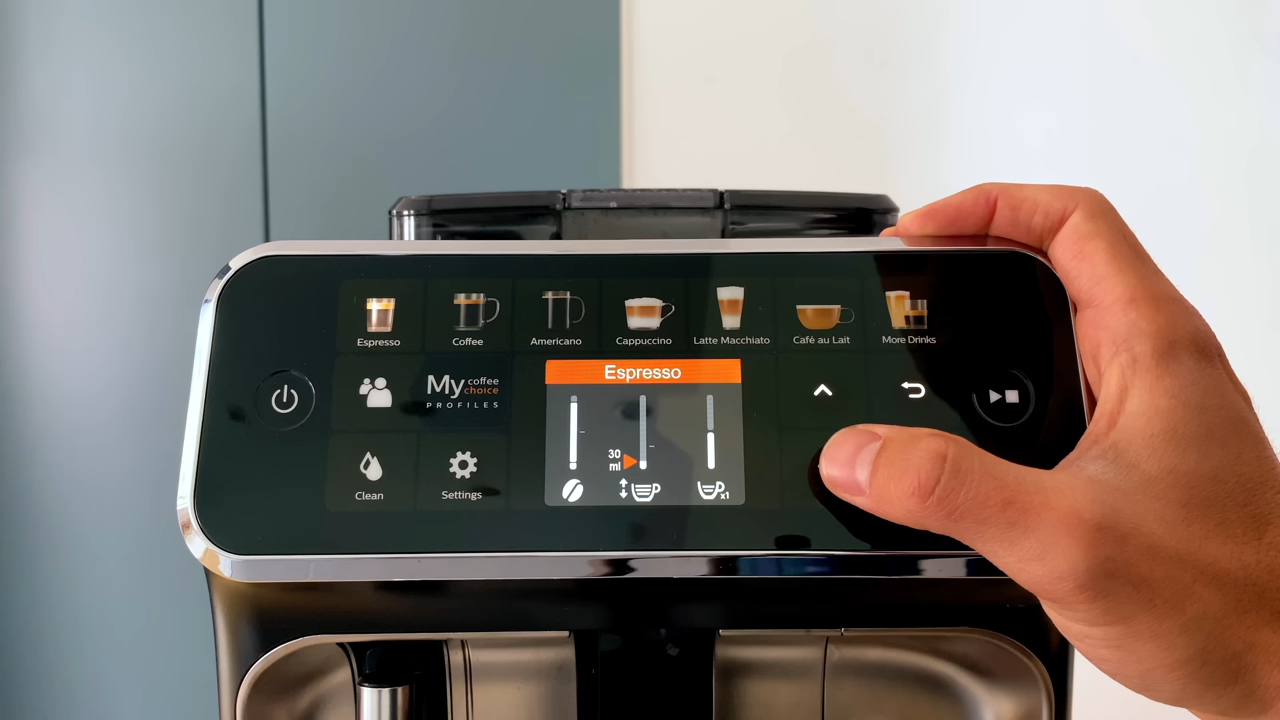 Espresso
Coffee
Americano
Cappuccino
Latte Macchiato
Café au Lait
More Drinks
My coffee choice
PROFILES
Espresso
30
ml
x1
Clean
Settings